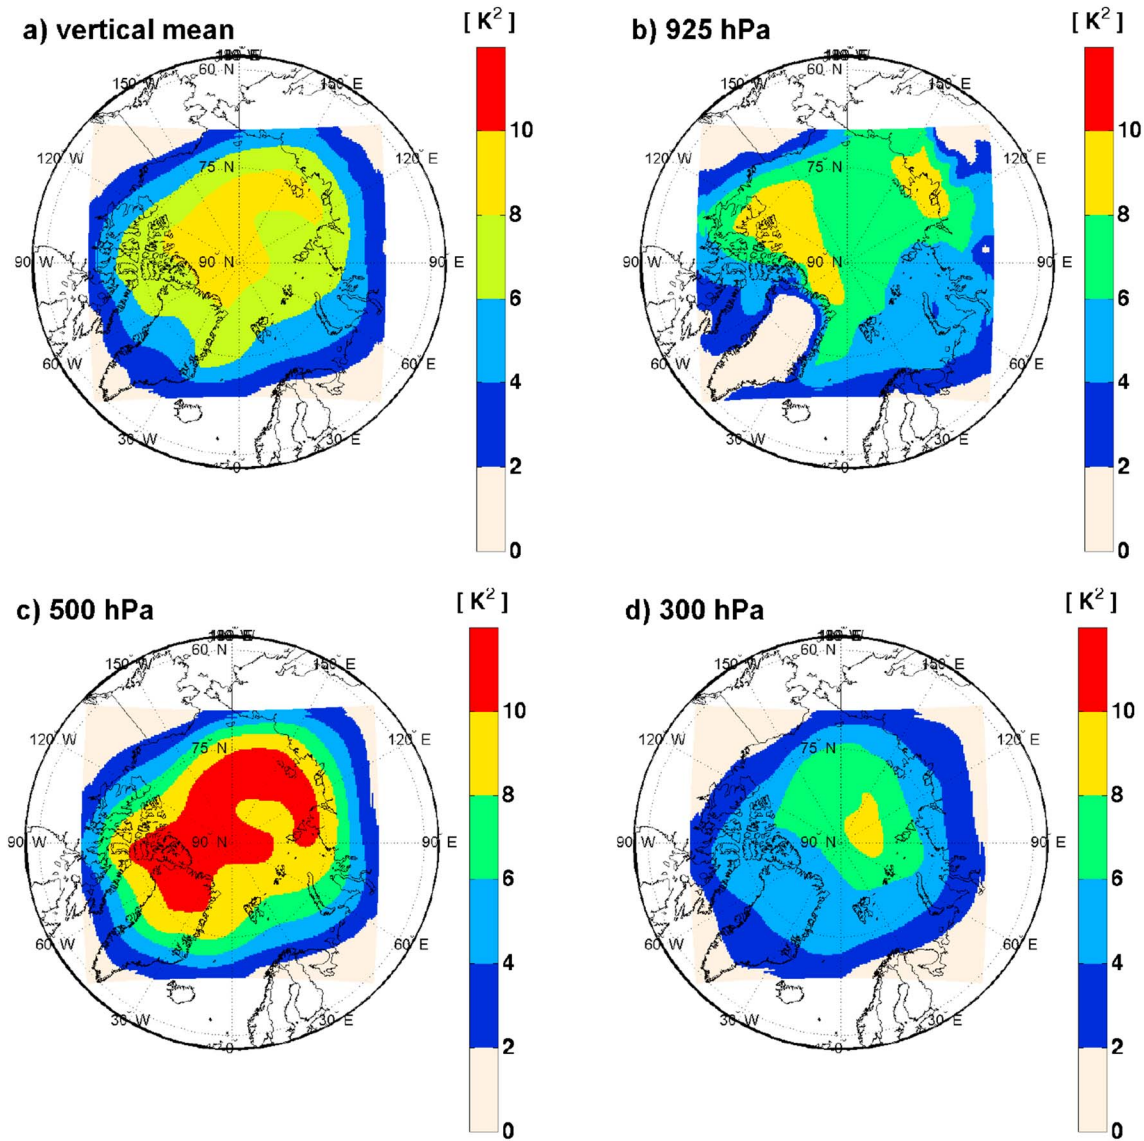 a) vertical mean
[ K² ]
60° N
150° W
150° E
120° W
120° E
75° N
90° W
90° N
90° E
60° W
60° E
30° W
30° E
0°
10
8
6
4
2
0
b) 925 hPa
[ K² ]
60° N
150° W
150° E
120° W
120° E
75° N
90° W
90° N
90° E
60° W
60° E
30° W
30° E
0°
10
8
6
4
2
0
c) 500 hPa
[ K² ]
60° N
150° W
150° E
120° W
120° E
75° N
90° W
90° N
90° E
60° W
60° E
30° W
30° E
0°
10
8
6
4
2
0
d) 300 hPa
[ K² ]
60° N
150° W
150° E
120° W
120° E
75° N
90° W
90° N
90° E
60° W
60° E
30° W
30° E
0°
10
8
6
4
2
0